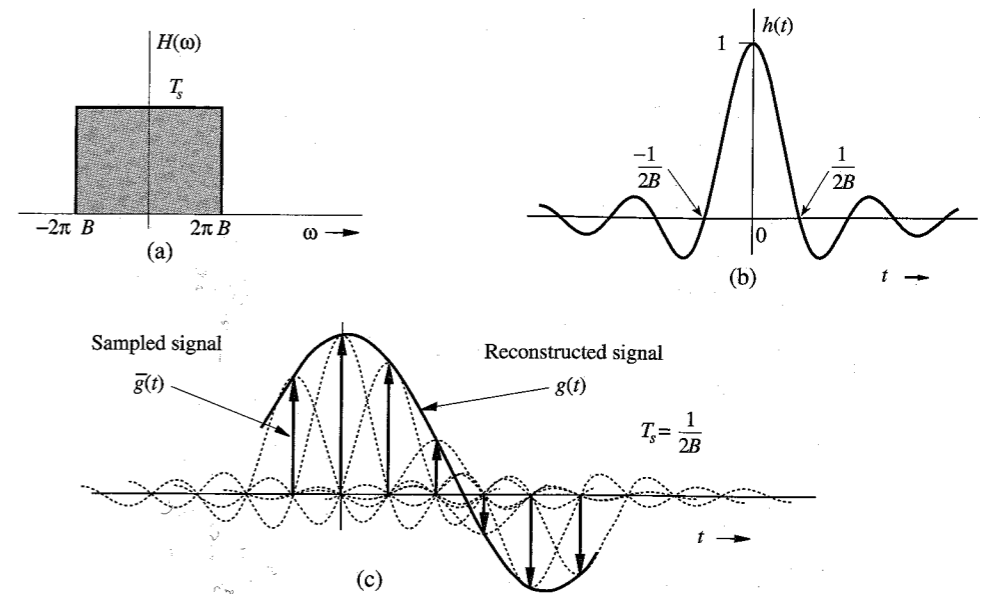 H(ω)
T_s
−2π B
2π B
ω
(a)
h(t)
1
−1/2B
1/2B
0
(b)
t
Sampled signal
g̅(t)
Reconstructed signal
g(t)
T_s = 1/2B
t
(c)